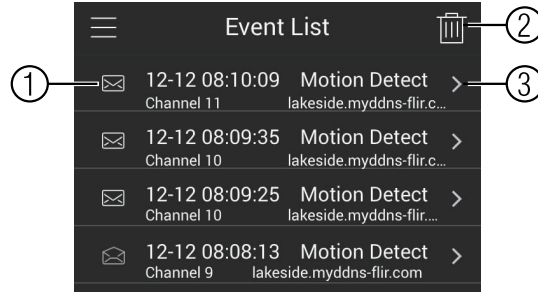 Event List
2
1
12-12 08:10:09 Motion Detect
3
Channel 11 lakeside.myddns-flir.c...
12-12 08:09:35 Motion Detect
Channel 10 lakeside.myddns-flir.c...
12-12 08:09:25 Motion Detect
Channel 10 lakeside.myddns-flir....
12-12 08:08:13 Motion Detect
Channel 9 lakeside.myddns-flir.com